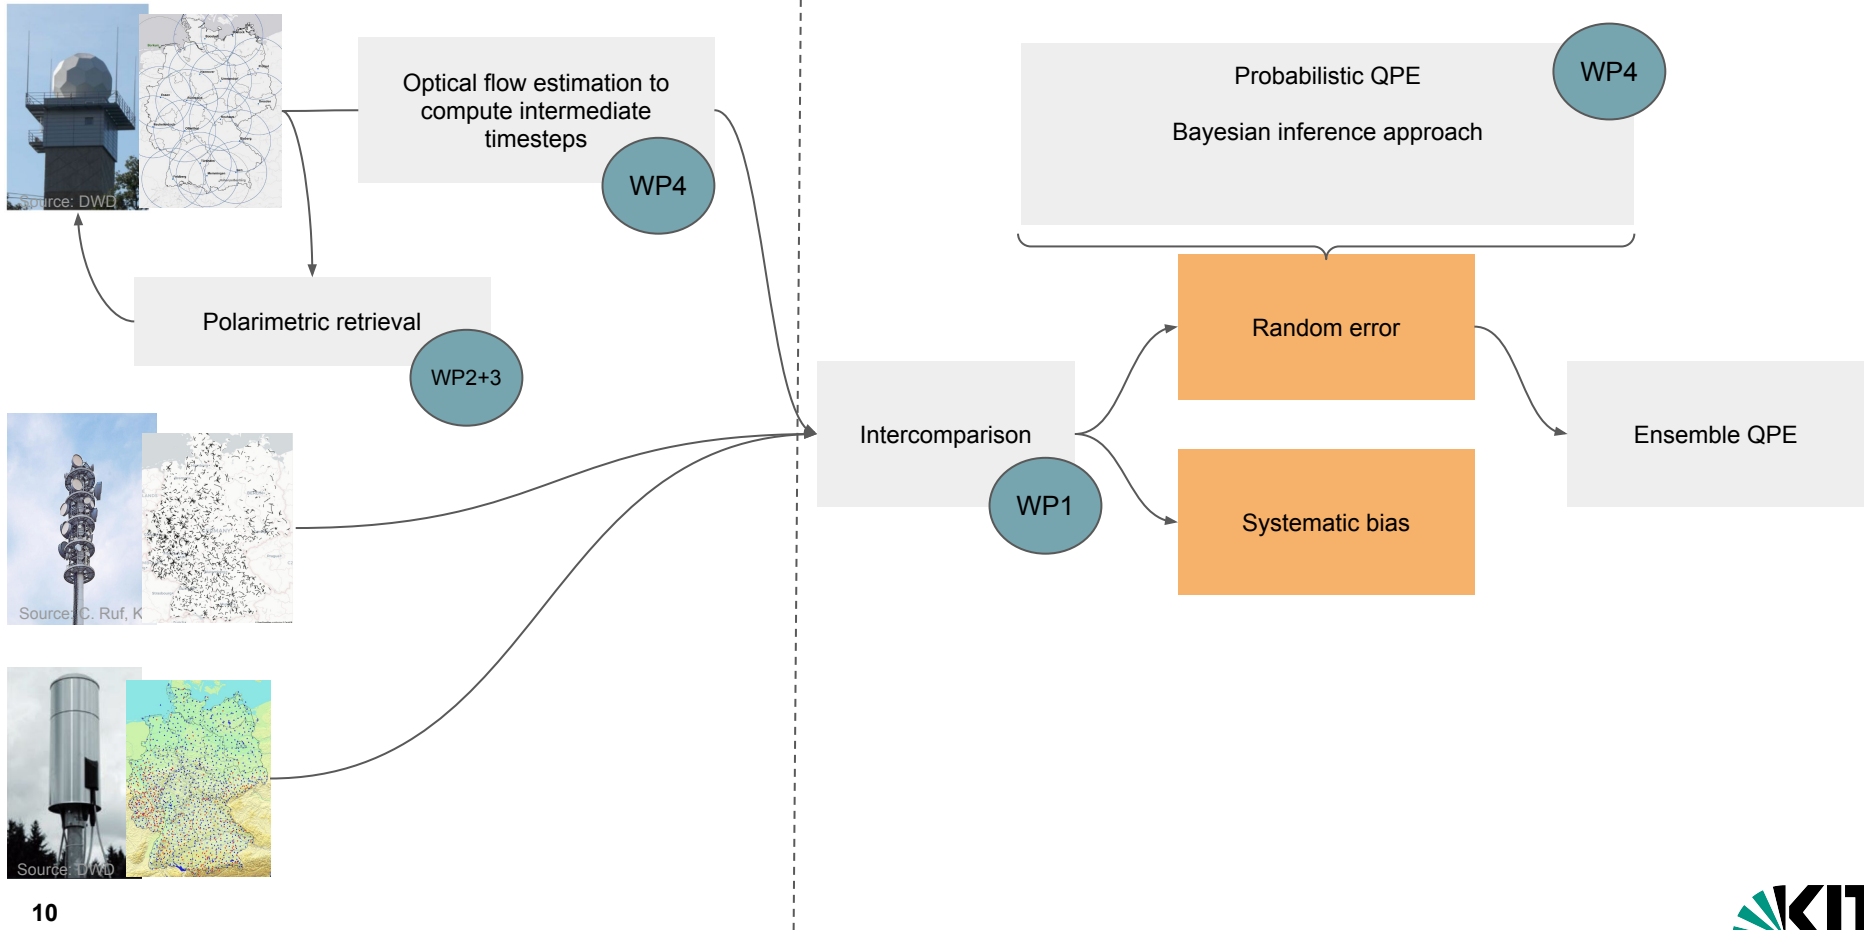 Optical flow estimation to
compute intermediate
timesteps
WP4
Source: DWD
Polarimetric retrieval
WP2+3
Source: C. Ruf, K
Source: DWD
Probabilistic QPE
Bayesian inference approach
WP4
Random error
Intercomparison
WP1
Systematic bias
Ensemble QPE
10
KIT